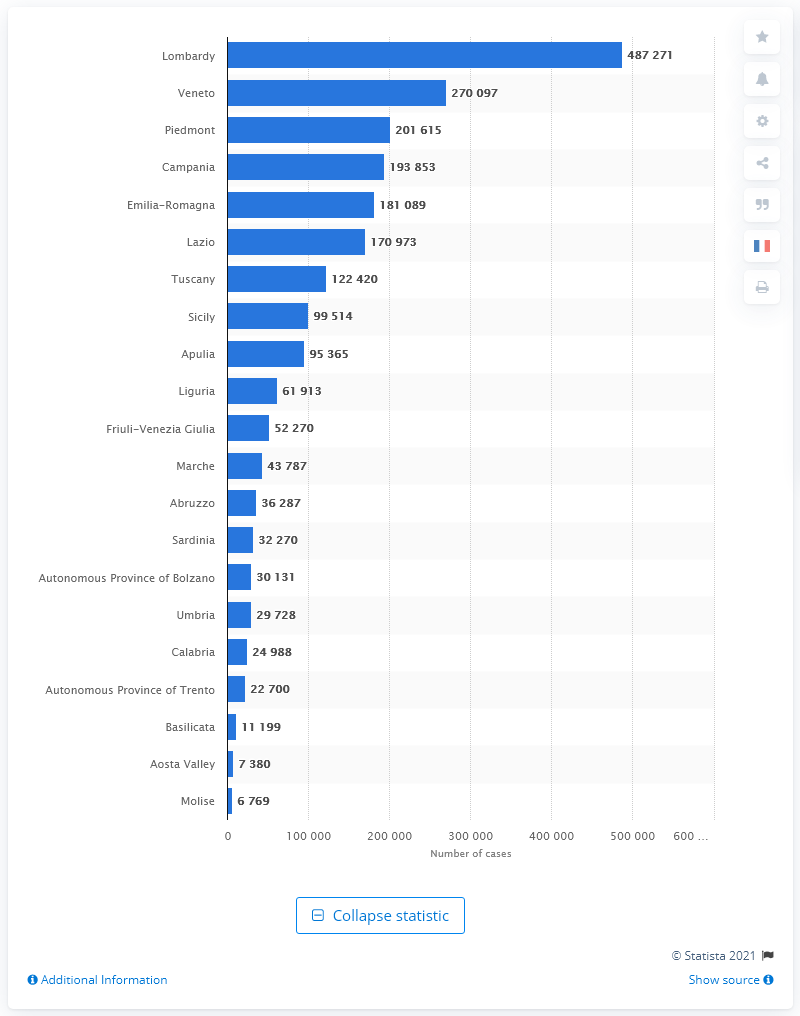 Lombardy 487 271
Veneto 270 097
Piedmont 201 615
Campania 193 853
Emilia-Romagna 181 089
Lazio 170 973
Tuscany 122 420
Sicily 99 514
Apulia 95 365
Liguria 61 913
Friuli-Venezia Giulia 52 270
Marche 43 787
Abruzzo 36 287
Sardinia 32 270
Autonomous Province of Bolzano 30 131
Umbria 29 728
Calabria 24 988
Autonomous Province of Trento 22 700
Basilicata 11 199
Aosta Valley 7 380
Molise 6 769
0 100 000 200 000 300 000 400 000 500 000 600 ...
Number of cases
Collapse statistic
© Statista 2021
Additional Information Show source